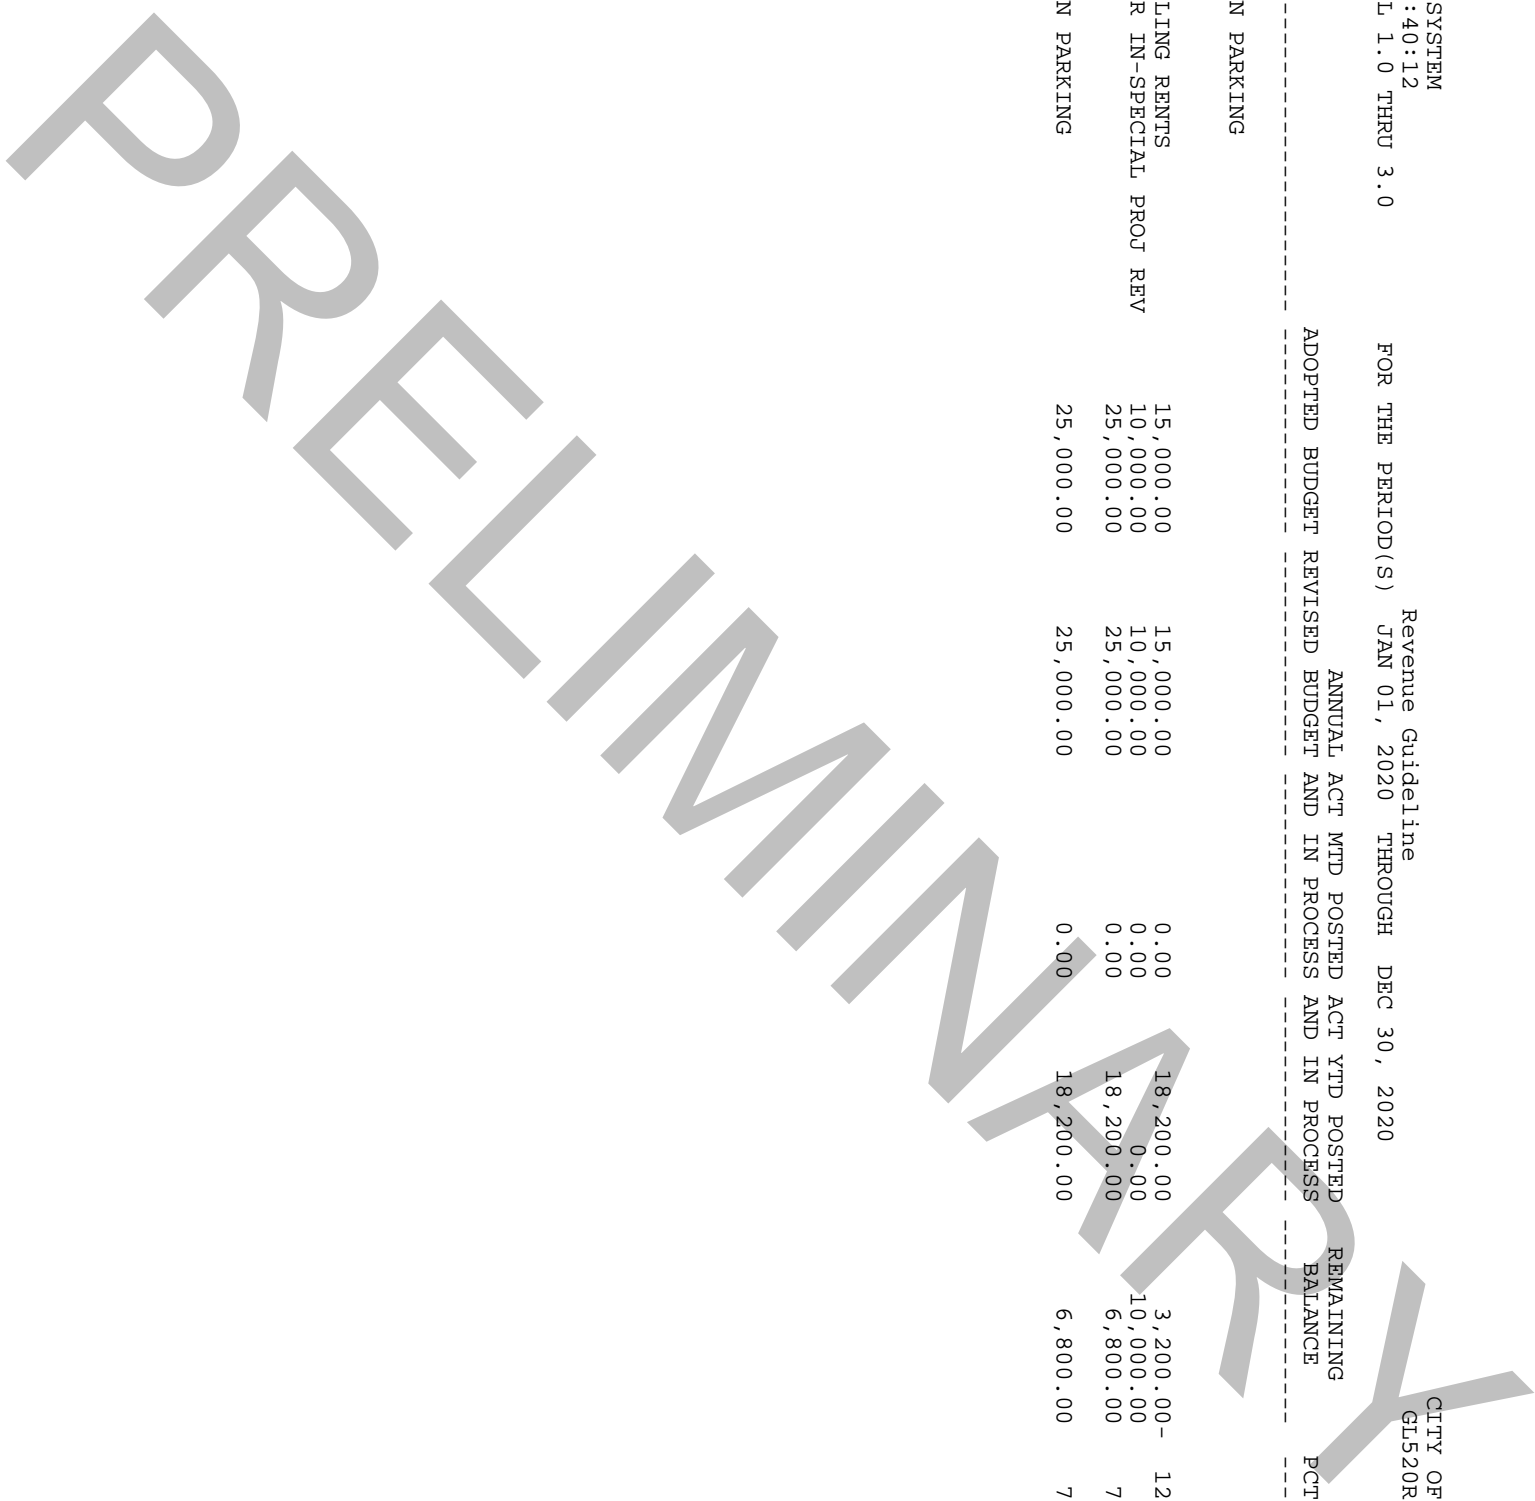 SYSTEM CITY OF
:40:12 Revenue Guideline GL520R
L 1.0 THRU 3.0 FOR THE PERIOD(S) JAN 01, 2020 THROUGH DEC 30, 2020
ANNUAL ACT MTD POSTED ACT YTD POSTED REMAINING
ADOPTED BUDGET REVISED BUDGET AND IN PROCESS AND IN PROCESS BALANCE PCT
N PARKING
LING RENTS 15,000.00 15,000.00 0.00 18,200.00 3,200.00- 12
R IN-SPECIAL PROJ REV 10,000.00 10,000.00 0.00 0.00 10,000.00
25,000.00 25,000.00 0.00 18,200.00 6,800.00 7
N PARKING 25,000.00 25,000.00 0.00 18,200.00 6,800.00 7
PRELIMINARY